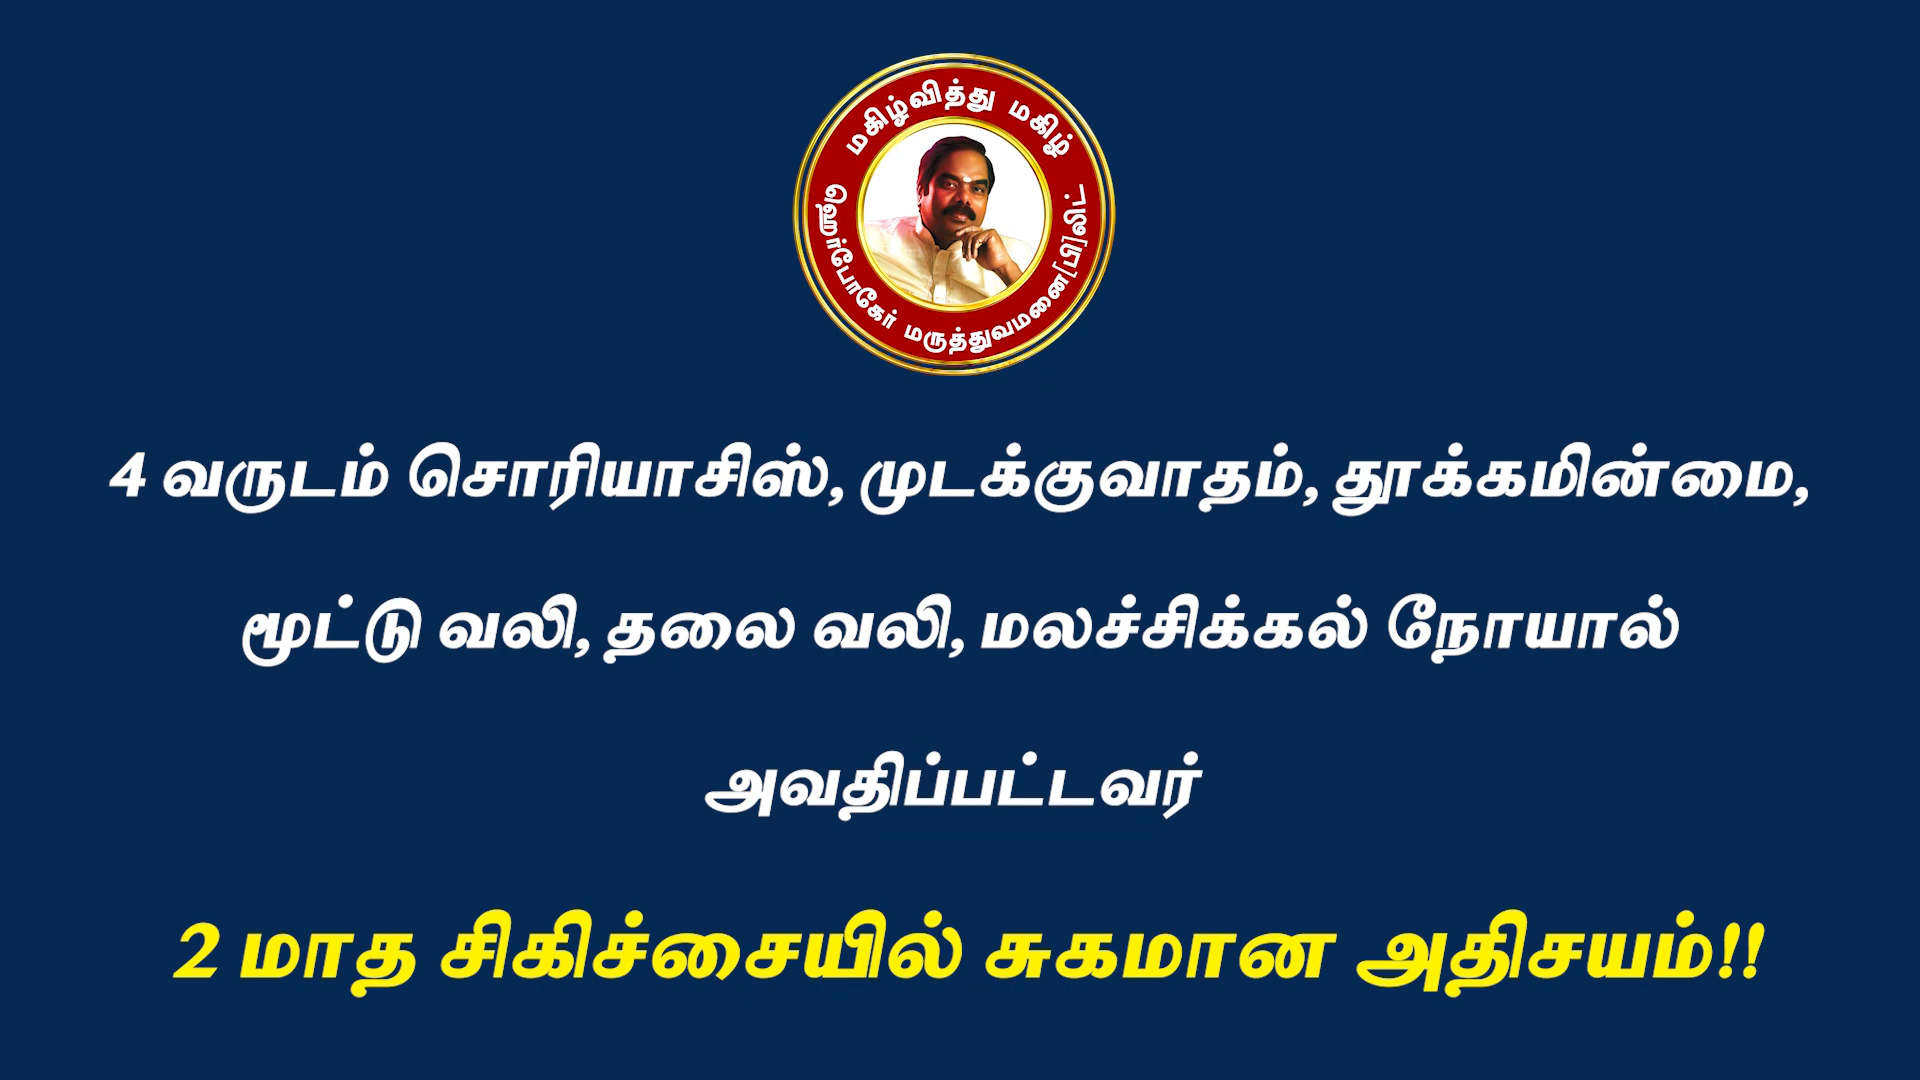 மகிழ்வித்து மகிழ்
மருத்துவமனை[பி]லிட்
4 வருடம் சொரியாசிஸ், முடக்குவாதம், தூக்கமின்மை,
மூட்டு வலி, தலை வலி, மலச்சிக்கல் நோயால்
அவதிப்பட்டவர்
2 மாத சிகிச்சையில் சுகமான அதிசயம்!!